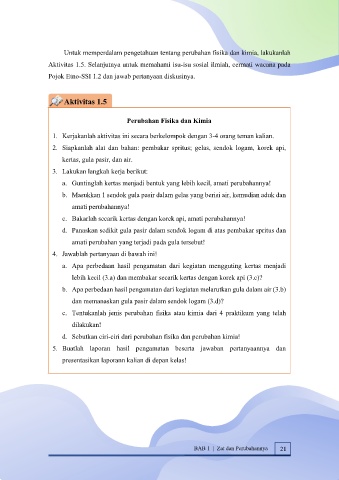 Untuk memperdalam pengetahuan tentang perubahan fisika dan kimia, lakukanlah
Aktivitas 1.5. Selanjutnya untuk memahami isu-isu sosial ilmiah, cermati wacana pada
Pojok Etno-SSI 1.2 dan jawab pertanyaan diskusinya.
Aktivitas 1.5
Perubahan Fisika dan Kimia
1. Kerjakanlah aktivitas ini secara berkelompok dengan 3-4 orang teman kalian.
2. Siapkanlah alat dan bahan: pembakar spritus; gelas, sendok logam, korek api,
kertas, gula pasir, dan air.
3. Lakukan langkah kerja berikut:
a. Guntinglah kertas menjadi bentuk yang lebih kecil, amati perubahannya!
b. Masukkan 1 sendok gula pasir dalam gelas yang berisi air, kemudian aduk dan
amati perubahannya!
c. Bakarlah secarik kertas dengan korek api, amati perubahannya!
d. Panaskan sedikit gula pasir dalam sendok logam di atas pembakar spritus dan
amati perubahan yang terjadi pada gula tersebut!
4. Jawablah pertanyaan di bawah ini!
a. Apa perbedaan hasil pengamatan dari kegiatan menggunting kertas menjadi
lebih kecil (3.a) dan membakar secarik kertas dengan korek api (3.c)?
b. Apa perbedaan hasil pengamatan dari kegiatan melarutkan gula dalam air (3.b)
dan memanaskan gula pasir dalam sendok logam (3.d)?
c. Tentukanlah jenis perubahan fisika atau kimia dari 4 praktikum yang telah
dilakukan!
d. Sebutkan ciri-ciri dari perubahan fisika dan perubahan kimia!
5. Buatlah laporan hasil pengamatan beserta jawaban pertanyaannya dan
presentasikan laporann kalian di depan kelas!
BAB 1 | Zat dan Perubahannya 21